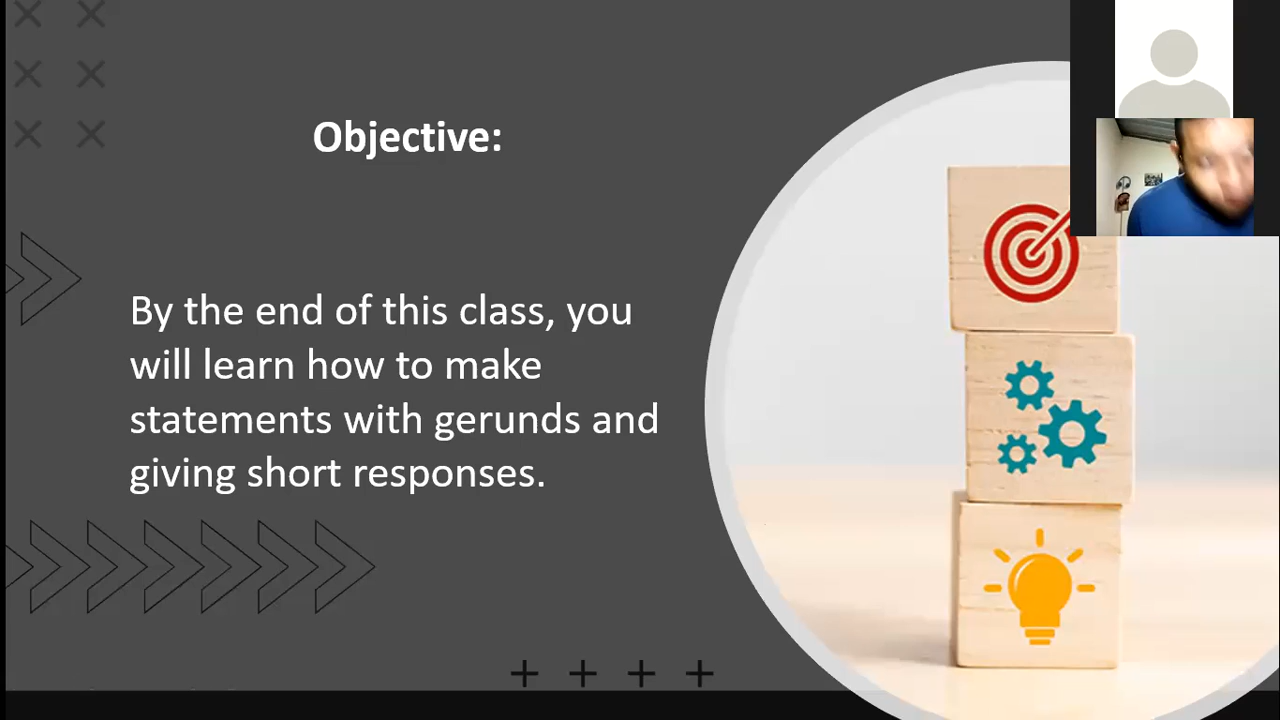 Objective:
By the end of this class, you
will learn how to make
statements with gerunds and
giving short responses.